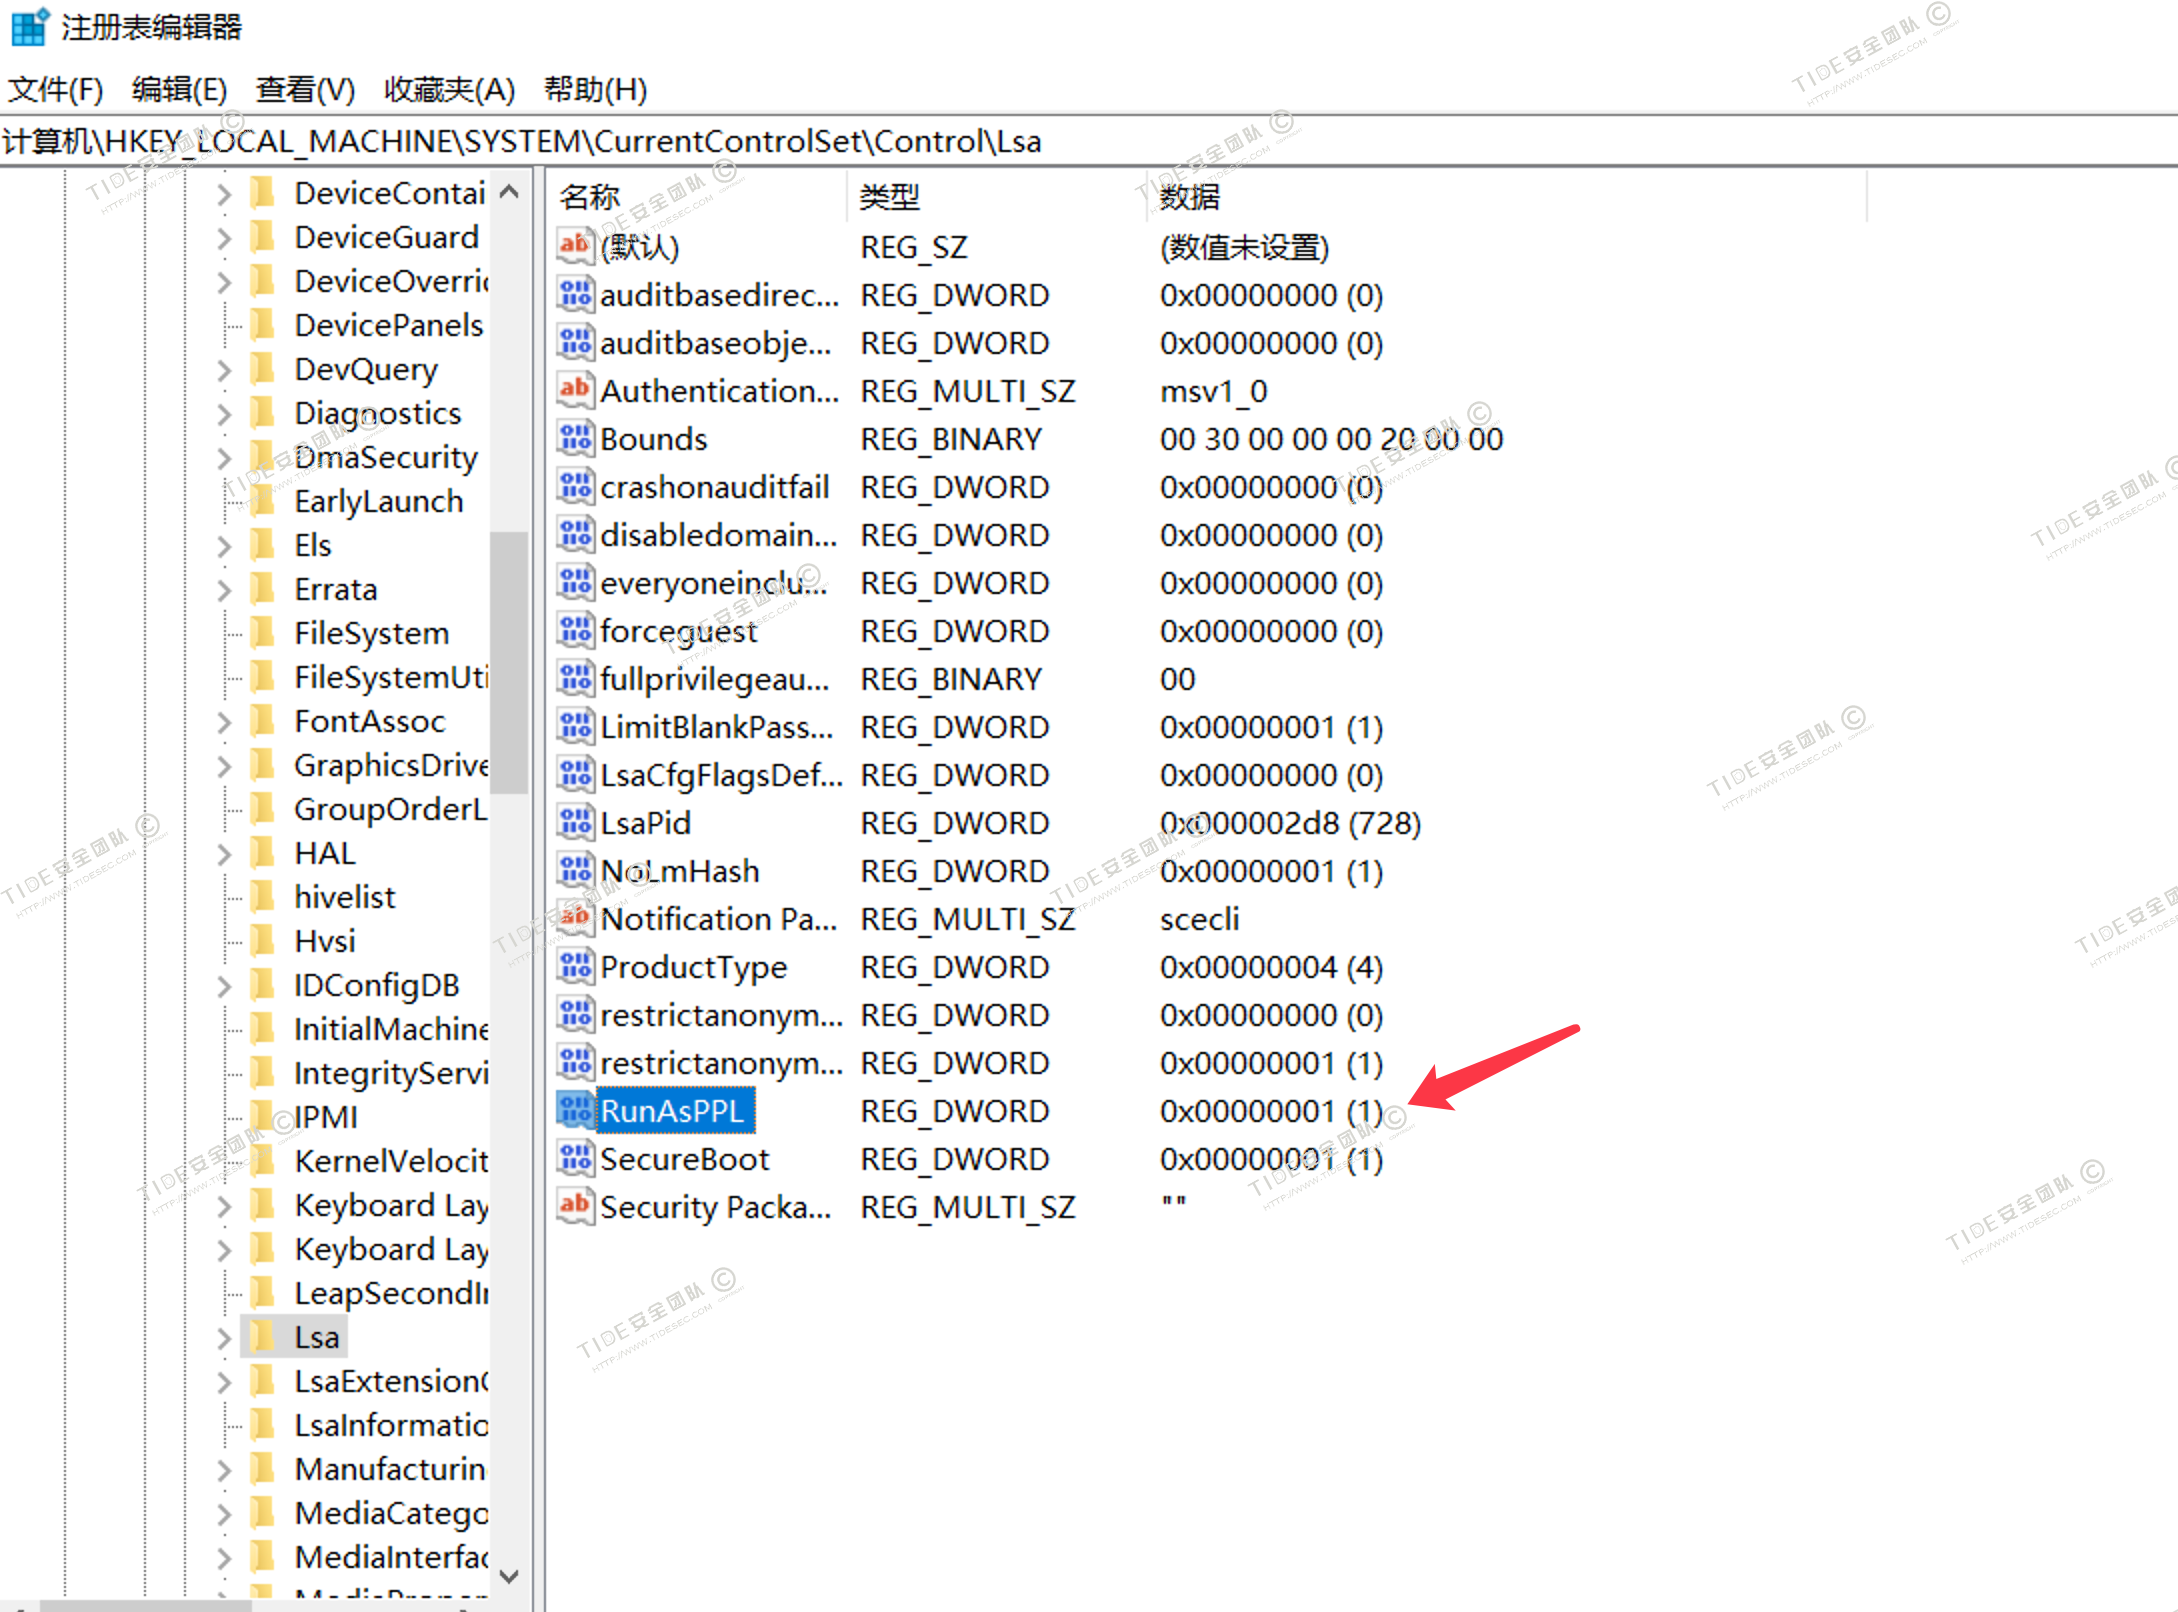 注册表编辑器
文件(F) 编辑(E) 查看(V) 收藏夹(A) 帮助(H)
计算机\HKEY_LOCAL_MACHINE\SYSTEM\CurrentControlSet\Control\Lsa
DeviceContai
DeviceGuard
DeviceOverric
DevicePanels
DevQuery
Diagnostics
DmaSecurity
EarlyLaunch
Els
Errata
FileSystem
FileSystemUti
FontAssoc
GraphicsDrive
GroupOrderL
HAL
hivelist
Hvsi
IDConfigDB
InitialMachine
IntegrityServi
IPMI
KernelVelocit
Keyboard Lay
Keyboard Lay
LeapSecondIn
Lsa
LsaExtensionC
LsaInformatio
Manufacturin
MediaCatego
MediaInterfac
名称 类型 数据
(默认) REG_SZ (数值未设置)
auditbasedirec... REG_DWORD 0x00000000 (0)
auditbaseobje... REG_DWORD 0x00000000 (0)
Authentication... REG_MULTI_SZ msv1_0
Bounds REG_BINARY 00 30 00 00 00 20 00 00
crashonauditfail REG_DWORD 0x00000000 (0)
disabledomain... REG_DWORD 0x00000000 (0)
everyoneinclu... REG_DWORD 0x00000000 (0)
forceguest REG_DWORD 0x00000000 (0)
fullprivilegeau... REG_BINARY 00
LimitBlankPass... REG_DWORD 0x00000001 (1)
LsaCfgFlagsDef... REG_DWORD 0x00000000 (0)
LsaPid REG_DWORD 0x000002d8 (728)
NoLmHash REG_DWORD 0x00000001 (1)
Notification Pa... REG_MULTI_SZ scecli
ProductType REG_DWORD 0x00000004 (4)
restrictanonym... REG_DWORD 0x00000000 (0)
restrictanonym... REG_DWORD 0x00000001 (1)
RunAsPPL REG_DWORD 0x00000001 (1)
SecureBoot REG_DWORD 0x00000001 (1)
Security Packa... REG_MULTI_SZ ""
TIDE安全团队 ©
HTTP://WWW.TIDESEC.COM